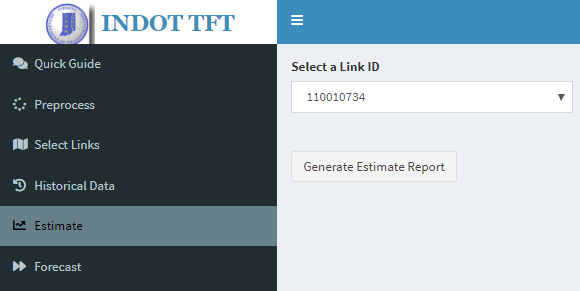 INDOT TFT
Quick Guide
Preprocess
Select Links
Historical Data
Estimate
Forecast
Select a Link ID
110010734
Generate Estimate Report